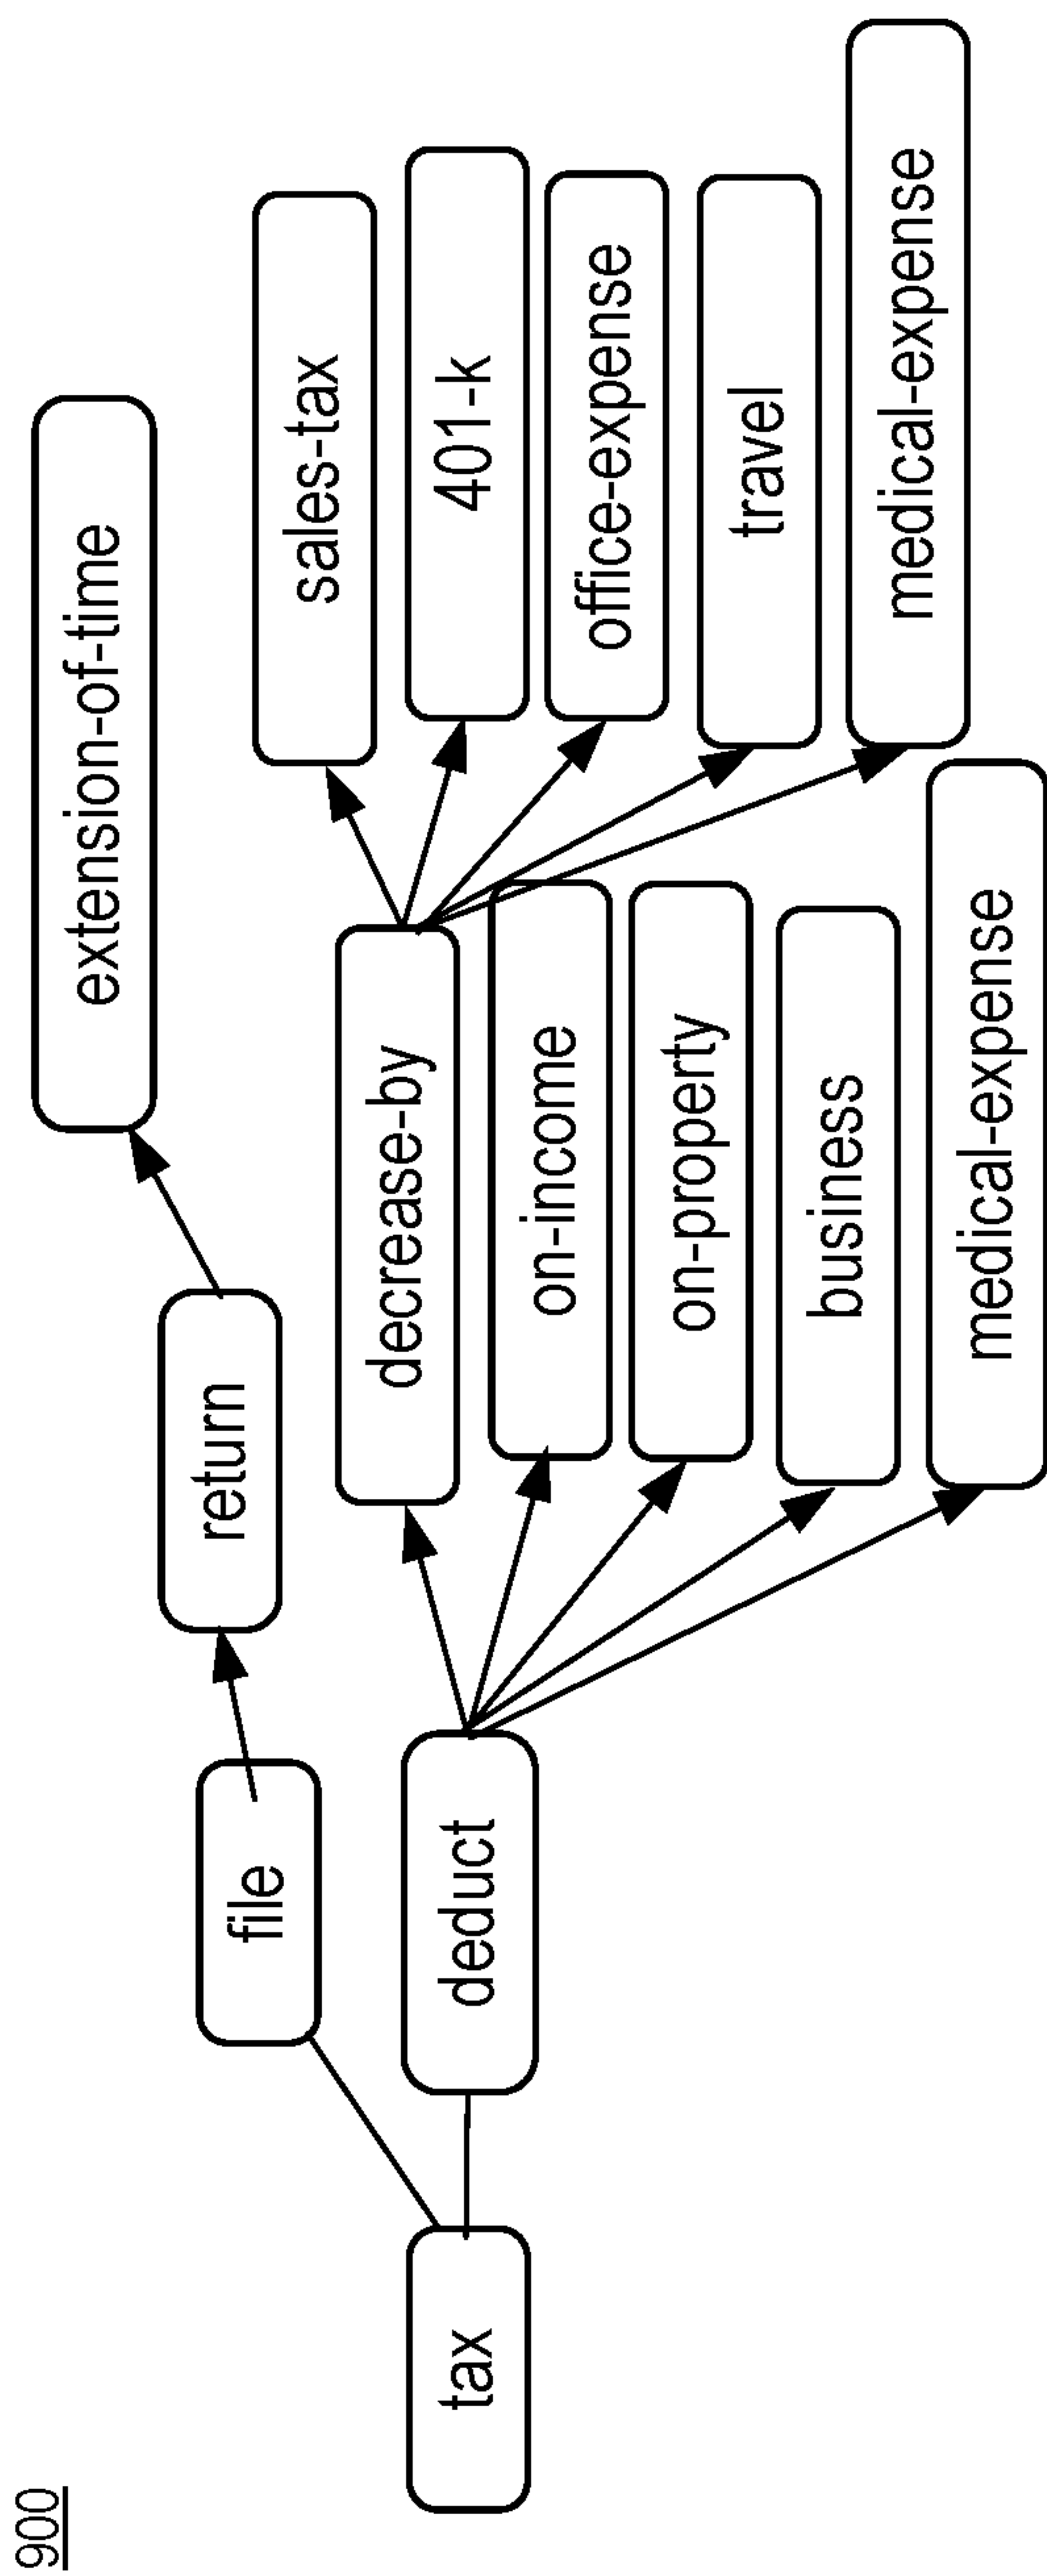 900
tax
file
return
extension-of-time
deduct
decrease-by
on-income
on-property
business
medical-expense
sales-tax
401-k
office-expense
travel
medical-expense